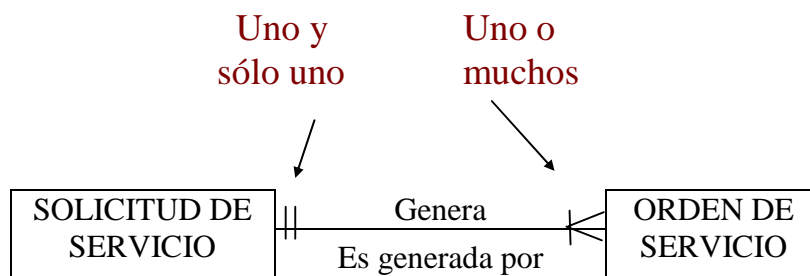 Uno y
sólo uno
Uno o
muchos
SOLICITUD DE
SERVICIO
Genera
Es generada por
ORDEN DE
SERVICIO